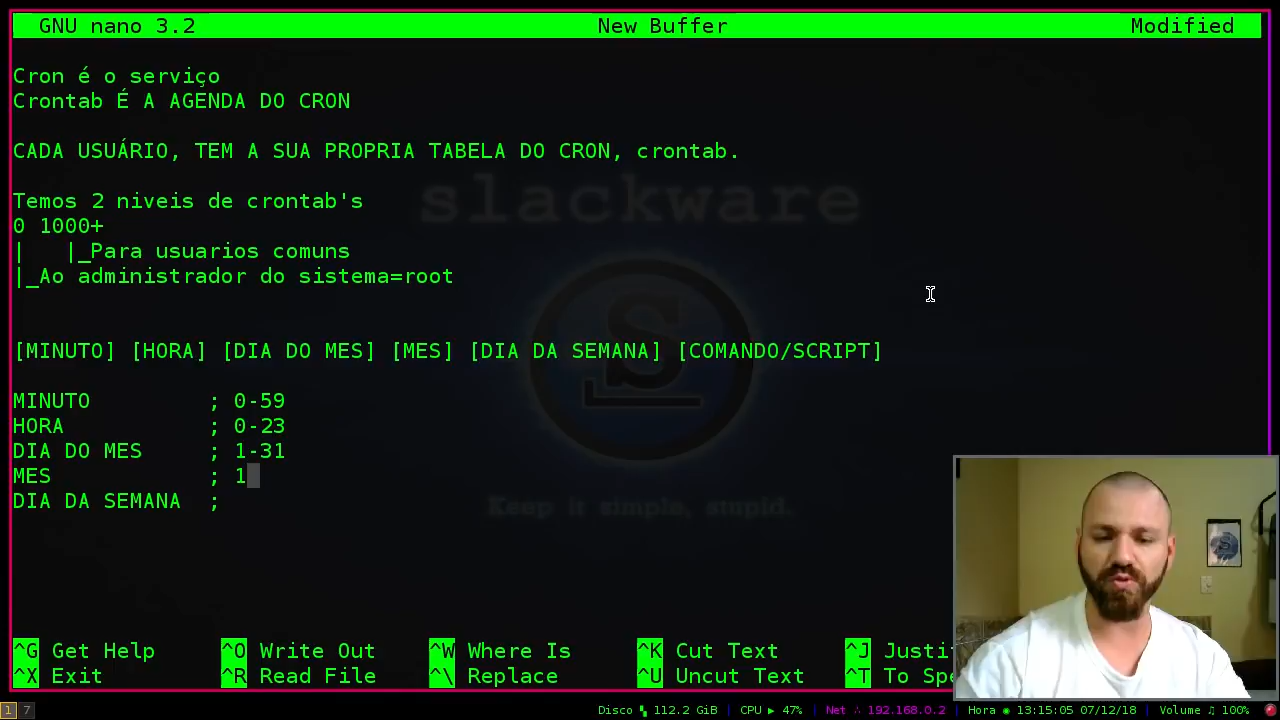 GNU nano 3.2 New Buffer Modified
Cron é o serviço
Crontab É A AGENDA DO CRON
CADA USUÁRIO, TEM A SUA PROPRIA TABELA DO CRON, crontab.
slackware
Temos 2 niveis de crontab's
0 1000+
|   |_Para usuarios comuns
|_Ao administrador do sistema=root
[MINUTO] [HORA] [DIA DO MES] [MES] [DIA DA SEMANA] [COMANDO/SCRIPT]
MINUTO ; 0-59
HORA ; 0-23
DIA DO MES ; 1-31
MES ; 1
DIA DA SEMANA ;
Keep it simple, stupid.
^G Get Help ^O Write Out ^W Where Is ^K Cut Text ^J Justi
^X Exit ^R Read File ^\ Replace ^U Uncut Text ^T To Spe
1 7 Disco 112.2 GiB | CPU ▶ 47% | Net ∴ 192.168.0.2 | Hora ◉ 13:15:05 07/12/18 | Volume ♫ 100%